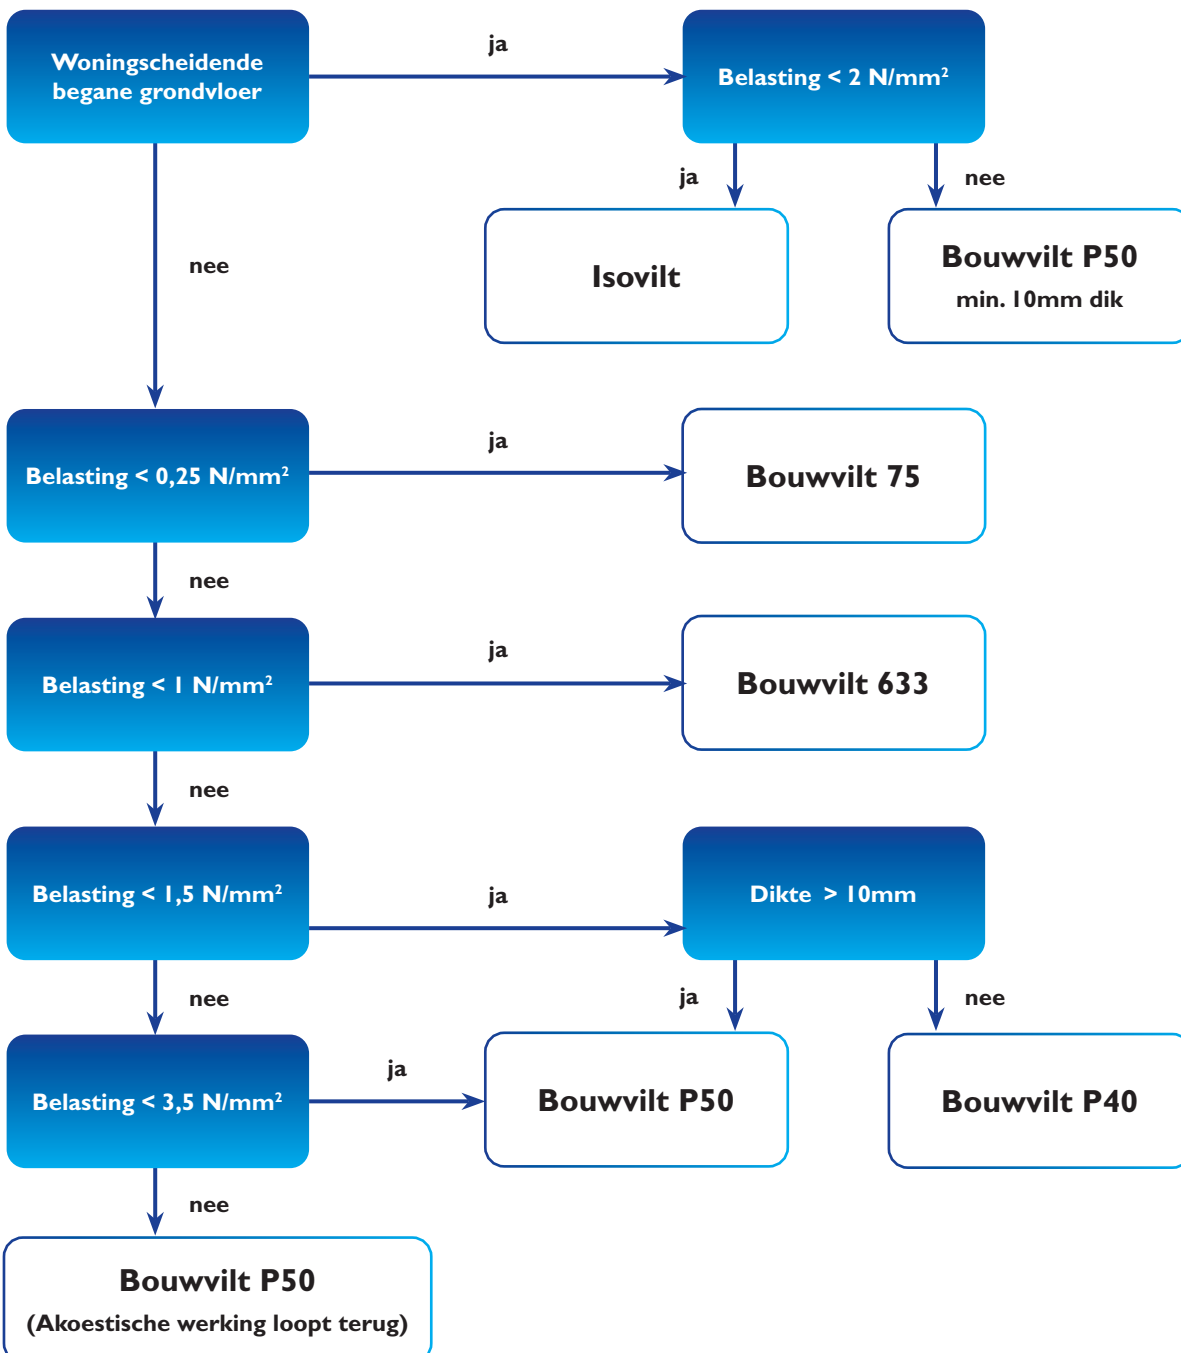 Woningscheidende
begane grondvloer
ja
Belasting < 2 N/mm²
ja
nee
nee
Isovilt
Bouwvilt P50
min. 10mm dik
Belasting < 0,25 N/mm²
ja
Bouwvilt 75
nee
Belasting < 1 N/mm²
ja
Bouwvilt 633
nee
Belasting < 1,5 N/mm²
ja
Dikte > 10mm
nee
ja
nee
Belasting < 3,5 N/mm²
ja
Bouwvilt P50
Bouwvilt P40
nee
Bouwvilt P50
(Akoestische werking loopt terug)